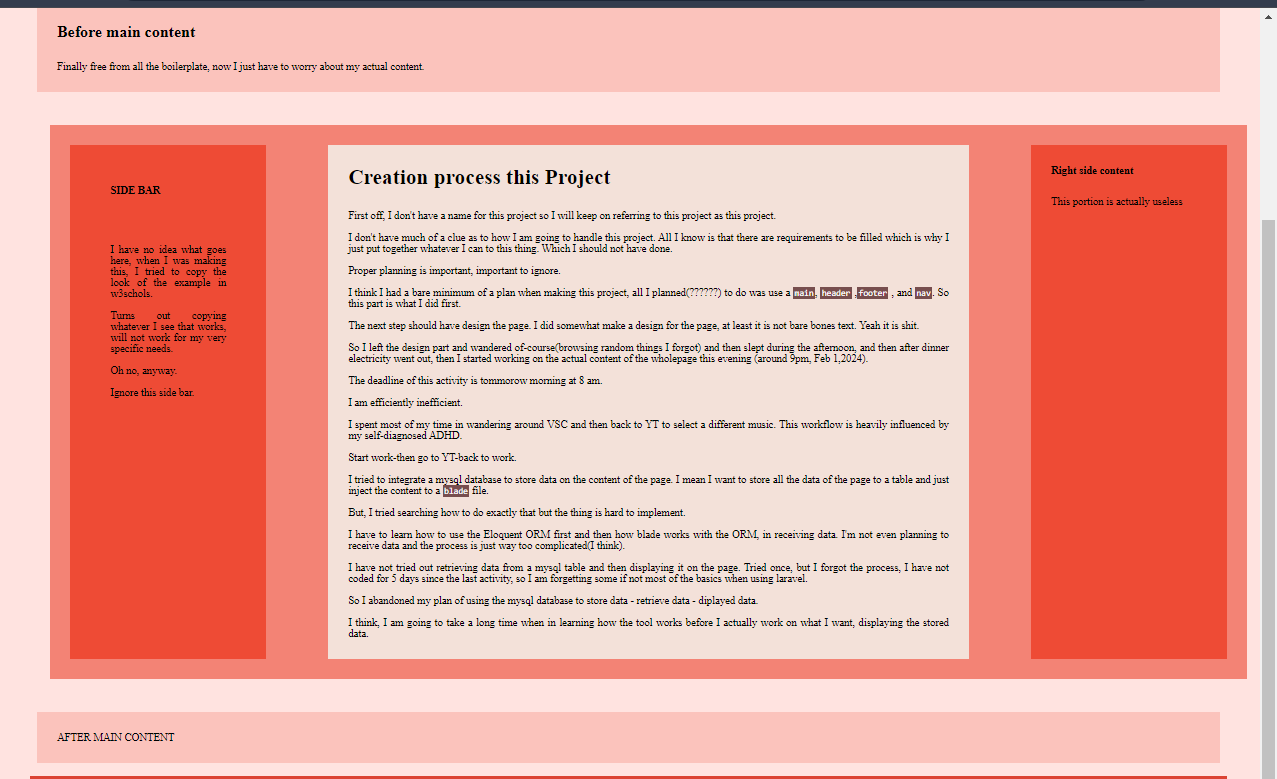 Before main content
Finally free from all the boilerplate, now I just have to worry about my actual content.
SIDE BAR
I have no idea what goes
here, when I was making
this, I tried to copy the
look of the example in
w3schols.
Turns out copying
whatever I see that works,
will not work for my very
specific needs.
Oh no, anyway.
Ignore this side bar.
Creation process this Project
First off, I don't have a name for this project so I will keep on referring to this project as this project.
I don't have much of a clue as to how I am going to handle this project. All I know is that there are requirements to be filled which is why I
just put together whatever I can to this thing. Which I should not have done.
Proper planning is important, important to ignore.
I think I had a bare minimum of a plan when making this project, all I planned(??????) to do was use a main, header ,footer , and nav. So
this part is what I did first.
The next step should have design the page. I did somewhat make a design for the page, at least it is not bare bones text. Yeah it is shit.
So I left the design part and wandered of-course(browsing random things I forgot) and then slept during the afternoon, and then after dinner
electricity went out, then I started working on the actual content of the wholepage this evening (around 9pm, Feb 1,2024).
The deadline of this activity is tommorow morning at 8 am.
I am efficiently inefficient.
I spent most of my time in wandering around VSC and then back to YT to select a different music. This workflow is heavily influenced by
my self-diagnosed ADHD.
Start work-then go to YT-back to work.
I tried to integrate a mysql database to store data on the content of the page. I mean I want to store all the data of the page to a table and just
inject the content to a blade file.
But, I tried searching how to do exactly that but the thing is hard to implement.
I have to learn how to use the Eloquent ORM first and then how blade works with the ORM, in receiving data. I'm not even planning to
receive data and the process is just way too complicated(I think).
I have not tried out retrieving data from a mysql table and then displaying it on the page. Tried once, but I forgot the process, I have not
coded for 5 days since the last activity, so I am forgetting some if not most of the basics when using laravel.
So I abandoned my plan of using the mysql database to store data - retrieve data - diplayed data.
I think, I am going to take a long time when in learning how the tool works before I actually work on what I want, displaying the stored
data.
Right side content
This portion is actually useless
AFTER MAIN CONTENT